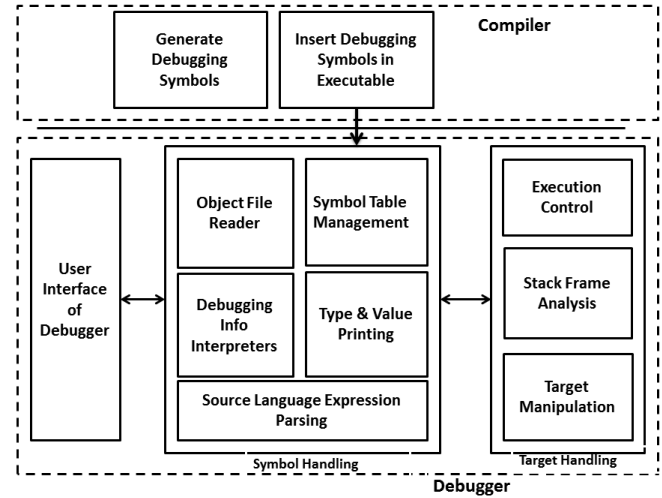 Compiler
Generate
Debugging
Symbols
Insert Debugging
Symbols in
Executable
User
Interface
of
Debugger
Object File
Reader
Symbol Table
Management
Debugging
Info
Interpreters
Type & Value
Printing
Source Language Expression
Parsing
Symbol Handling
Execution
Control
Stack Frame
Analysis
Target
Manipulation
Target Handling
Debugger